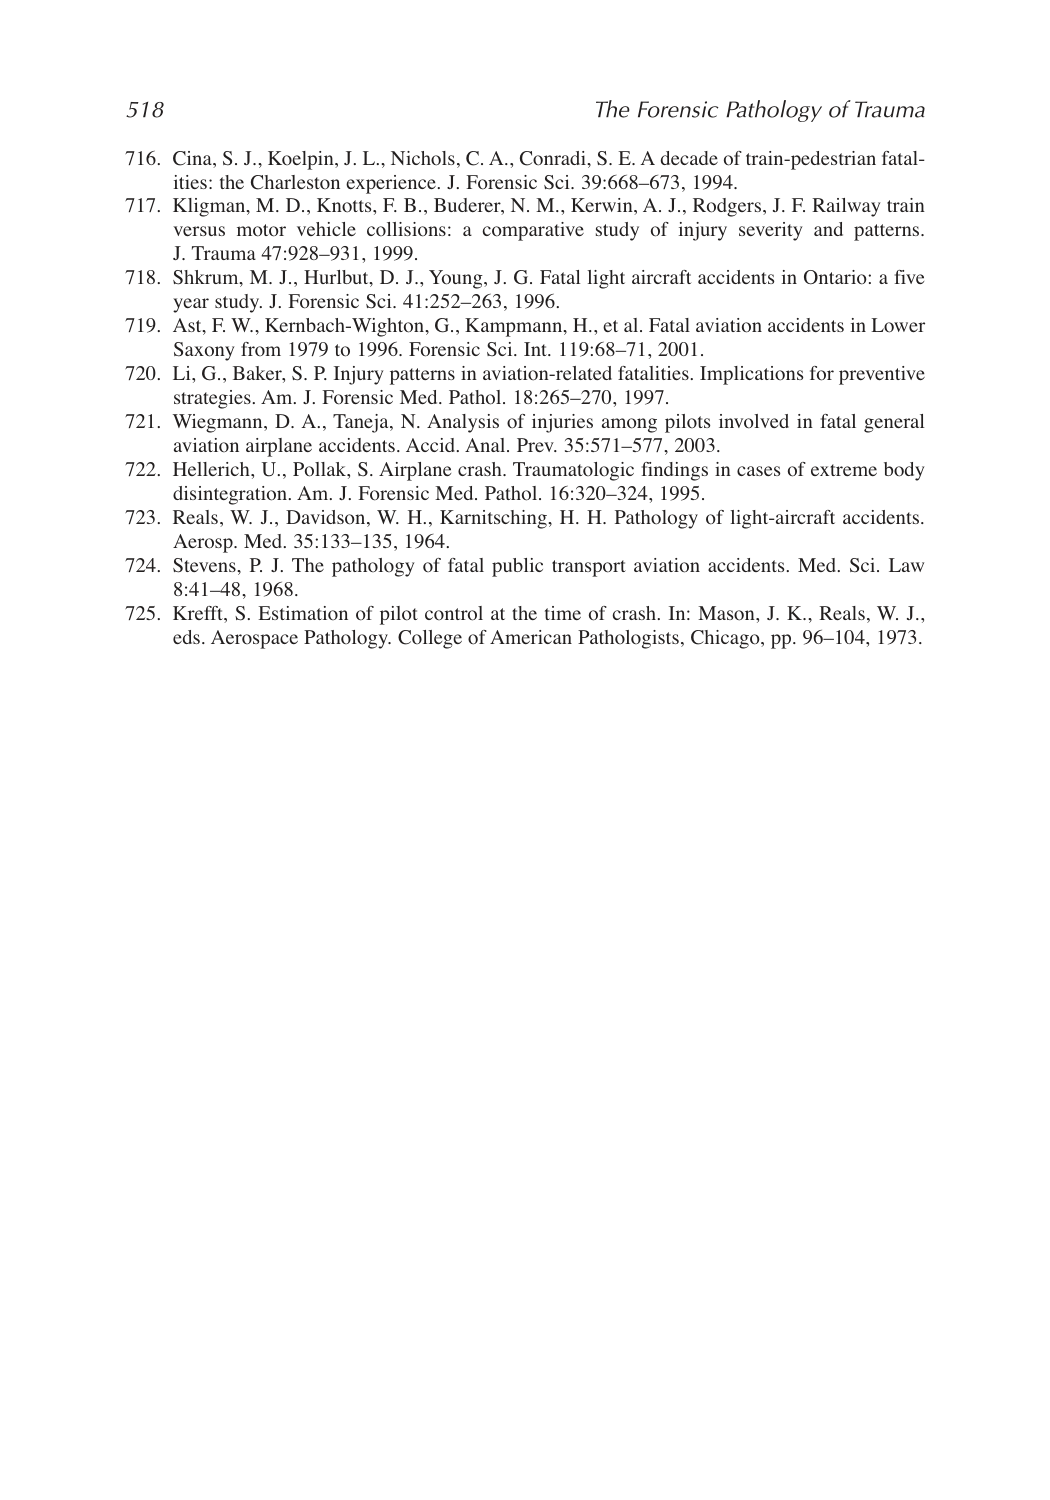 518 The Forensic Pathology of Trauma
716. Cina, S. J., Koelpin, J. L., Nichols, C. A., Conradi, S. E. A decade of train-pedestrian fatal-
ities: the Charleston experience. J. Forensic Sci. 39:668–673, 1994.
717. Kligman, M. D., Knotts, F. B., Buderer, N. M., Kerwin, A. J., Rodgers, J. F. Railway train
versus motor vehicle collisions: a comparative study of injury severity and patterns.
J. Trauma 47:928–931, 1999.
718. Shkrum, M. J., Hurlbut, D. J., Young, J. G. Fatal light aircraft accidents in Ontario: a five
year study. J. Forensic Sci. 41:252–263, 1996.
719. Ast, F. W., Kernbach-Wighton, G., Kampmann, H., et al. Fatal aviation accidents in Lower
Saxony from 1979 to 1996. Forensic Sci. Int. 119:68–71, 2001.
720. Li, G., Baker, S. P. Injury patterns in aviation-related fatalities. Implications for preventive
strategies. Am. J. Forensic Med. Pathol. 18:265–270, 1997.
721. Wiegmann, D. A., Taneja, N. Analysis of injuries among pilots involved in fatal general
aviation airplane accidents. Accid. Anal. Prev. 35:571–577, 2003.
722. Hellerich, U., Pollak, S. Airplane crash. Traumatologic findings in cases of extreme body
disintegration. Am. J. Forensic Med. Pathol. 16:320–324, 1995.
723. Reals, W. J., Davidson, W. H., Karnitsching, H. H. Pathology of light-aircraft accidents.
Aerosp. Med. 35:133–135, 1964.
724. Stevens, P. J. The pathology of fatal public transport aviation accidents. Med. Sci. Law
8:41–48, 1968.
725. Krefft, S. Estimation of pilot control at the time of crash. In: Mason, J. K., Reals, W. J.,
eds. Aerospace Pathology. College of American Pathologists, Chicago, pp. 96–104, 1973.